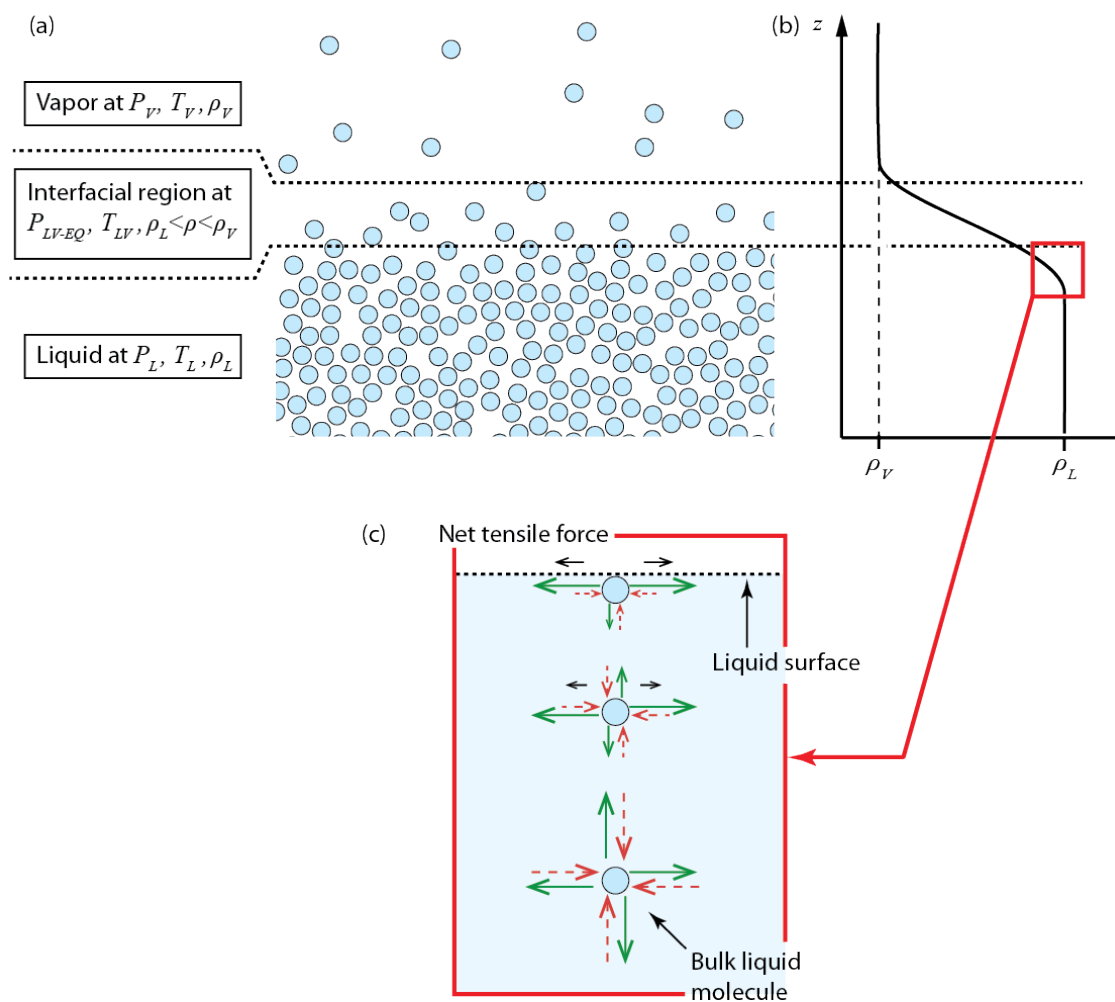 (a)
Vapor at P_V, T_V, ρ_V
Interfacial region at
P_LV-EQ, T_LV, ρ_L<ρ<ρ_V
Liquid at P_L, T_L, ρ_L
(b)
z
ρ_V
ρ_L
(c)
Net tensile force
Liquid surface
Bulk liquid
molecule